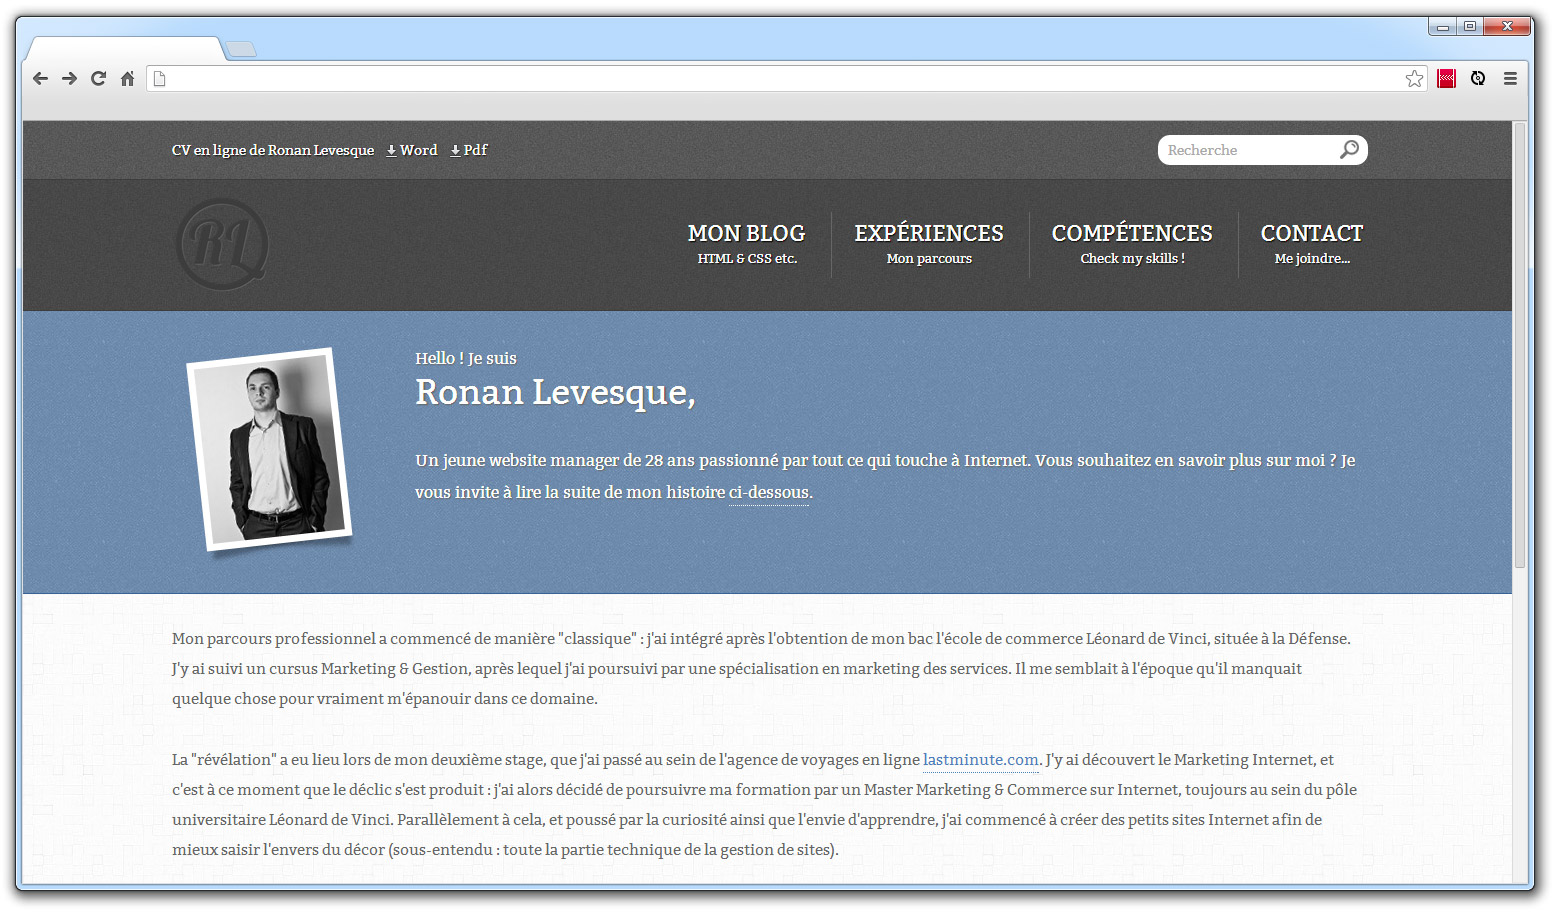 CV en ligne de Ronan Levesque Word Pdf
Recherche
RL
MON BLOG EXPÉRIENCES COMPÉTENCES CONTACT
HTML & CSS etc. Mon parcours Check my skills ! Me joindre...
Hello ! Je suis
Ronan Levesque,
Un jeune website manager de 28 ans passionné par tout ce qui touche à Internet. Vous souhaitez en savoir plus sur moi ? Je
vous invite à lire la suite de mon histoire ci-dessous.
Mon parcours professionnel a commencé de manière "classique" : j'ai intégré après l'obtention de mon bac l'école de commerce Léonard de Vinci, située à la Défense.
J'y ai suivi un cursus Marketing & Gestion, après lequel j'ai poursuivi par une spécialisation en marketing des services. Il me semblait à l'époque qu'il manquait
quelque chose pour vraiment m'épanouir dans ce domaine.
La "révélation" a eu lieu lors de mon deuxième stage, que j'ai passé au sein de l'agence de voyages en ligne lastminute.com. J'y ai découvert le Marketing Internet, et
c'est à ce moment que le déclic s'est produit : j'ai alors décidé de poursuivre ma formation par un Master Marketing & Commerce sur Internet, toujours au sein du pôle
universitaire Léonard de Vinci. Parallèlement à cela, et poussé par la curiosité ainsi que l'envie d'apprendre, j'ai commencé à créer des petits sites Internet afin de
mieux saisir l'envers du décor (sous-entendu : toute la partie technique de la gestion de sites).